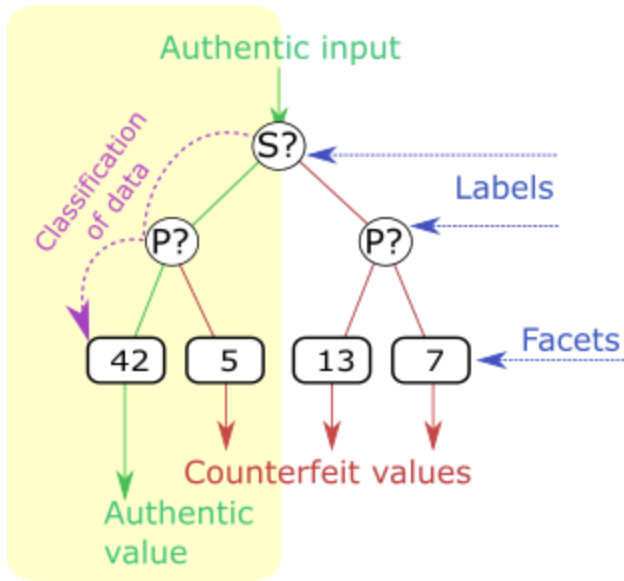 Authentic input
S?
Classification
of data
Labels
P?
P?
42
5
13
7
Facets
Counterfeit values
Authentic
value